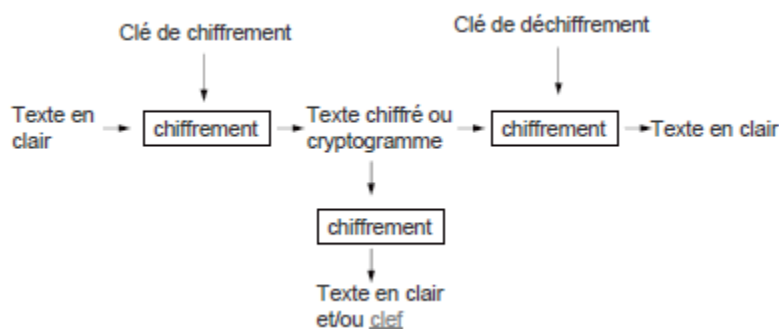 Clé de chiffrement
Clé de déchiffrement
Texte en
clair
chiffrement
Texte chiffré ou
cryptogramme
chiffrement
Texte en clair
chiffrement
Texte en clair
et/ou clef